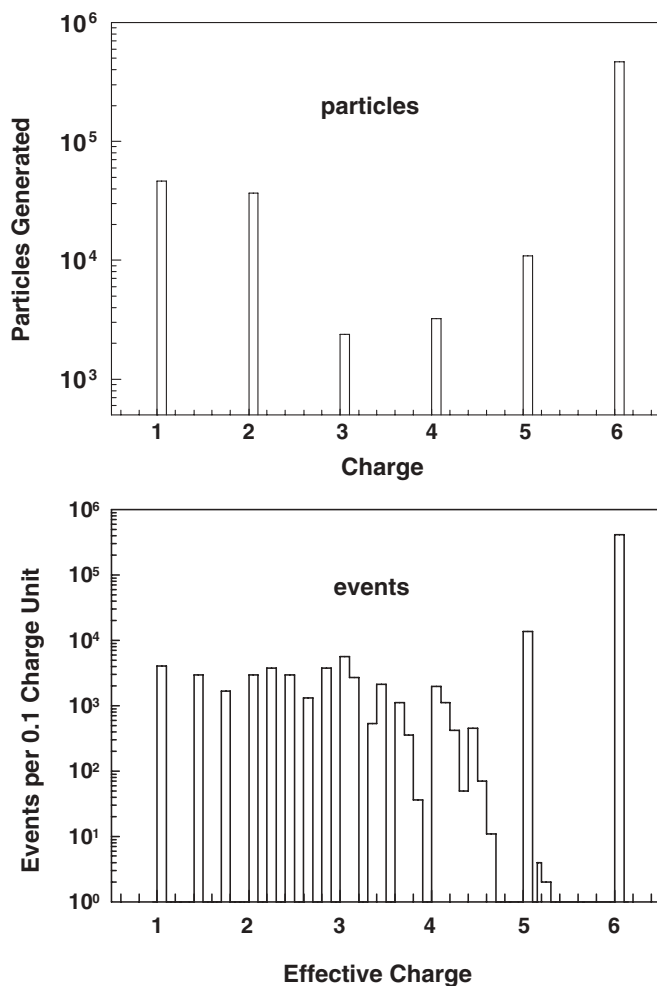 10⁶
particles
10⁵
10⁴
10³
Particles Generated
1 2 3 4 5 6
Charge
10⁶
10⁵
events
10⁴
10³
10²
10¹
10⁰
Events per 0.1 Charge Unit
1 2 3 4 5 6
Effective Charge